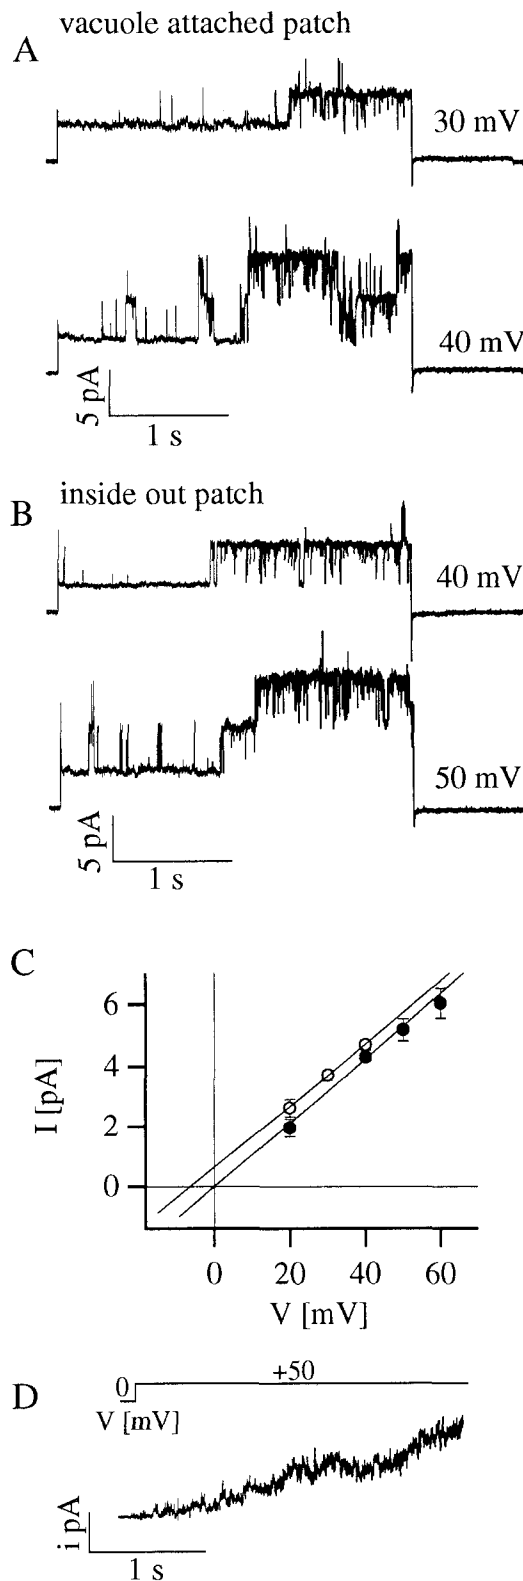 vacuole attached patch
A
30 mV
40 mV
5 pA
1 s
inside out patch
B
40 mV
50 mV
5 pA
1 s
C
6
4
2
0
I [pA]
0 20 40 60
V [mV]
+50
0
D
V [mV]
i pA
1 s